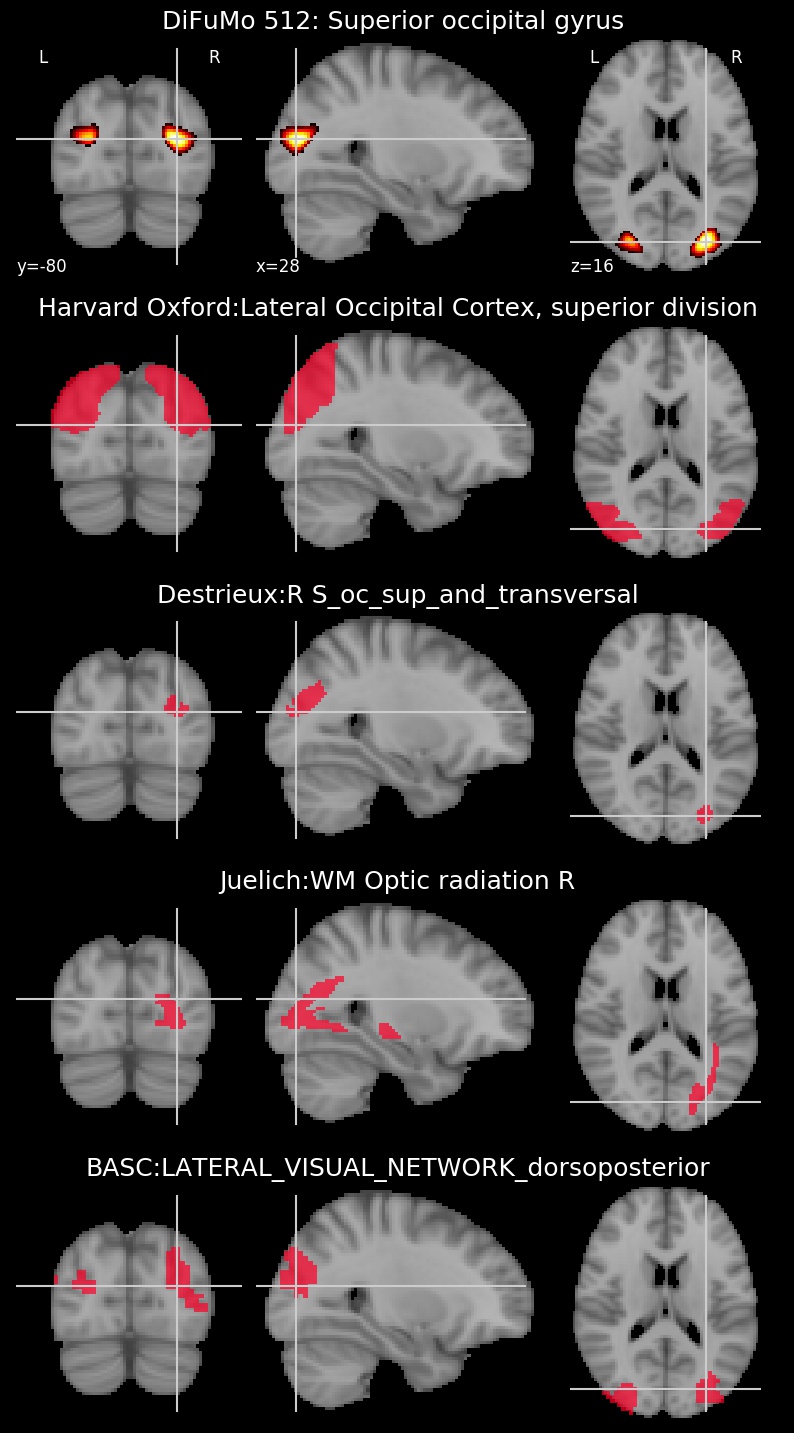 DiFuMo 512: Superior occipital gyrus
L R L R
y=-80 x=28 z=16
Harvard Oxford:Lateral Occipital Cortex, superior division
Destrieux:R S_oc_sup_and_transversal
Juelich:WM Optic radiation R
BASC:LATERAL_VISUAL_NETWORK_dorsoposterior